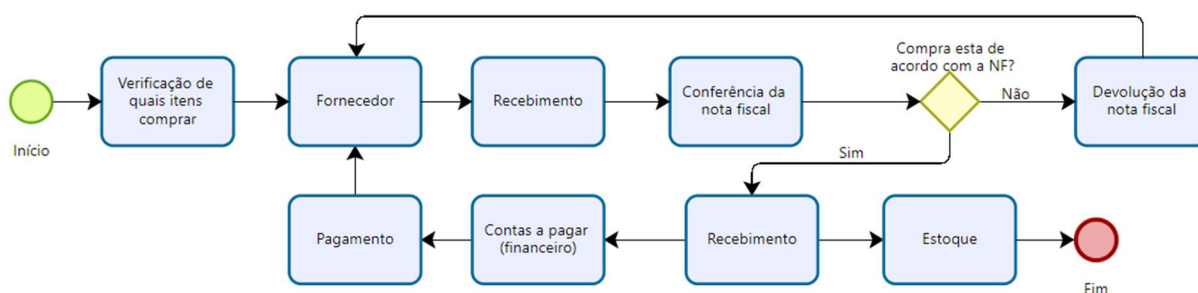 Compra esta de
acordo com a NF?
Verificação de
quais itens
comprar
Fornecedor
Recebimento
Conferência da
nota fiscal
Não
Devolução da
nota fiscal
Início
Sim
Pagamento
Contas a pagar
(financeiro)
Recebimento
Estoque
Fim